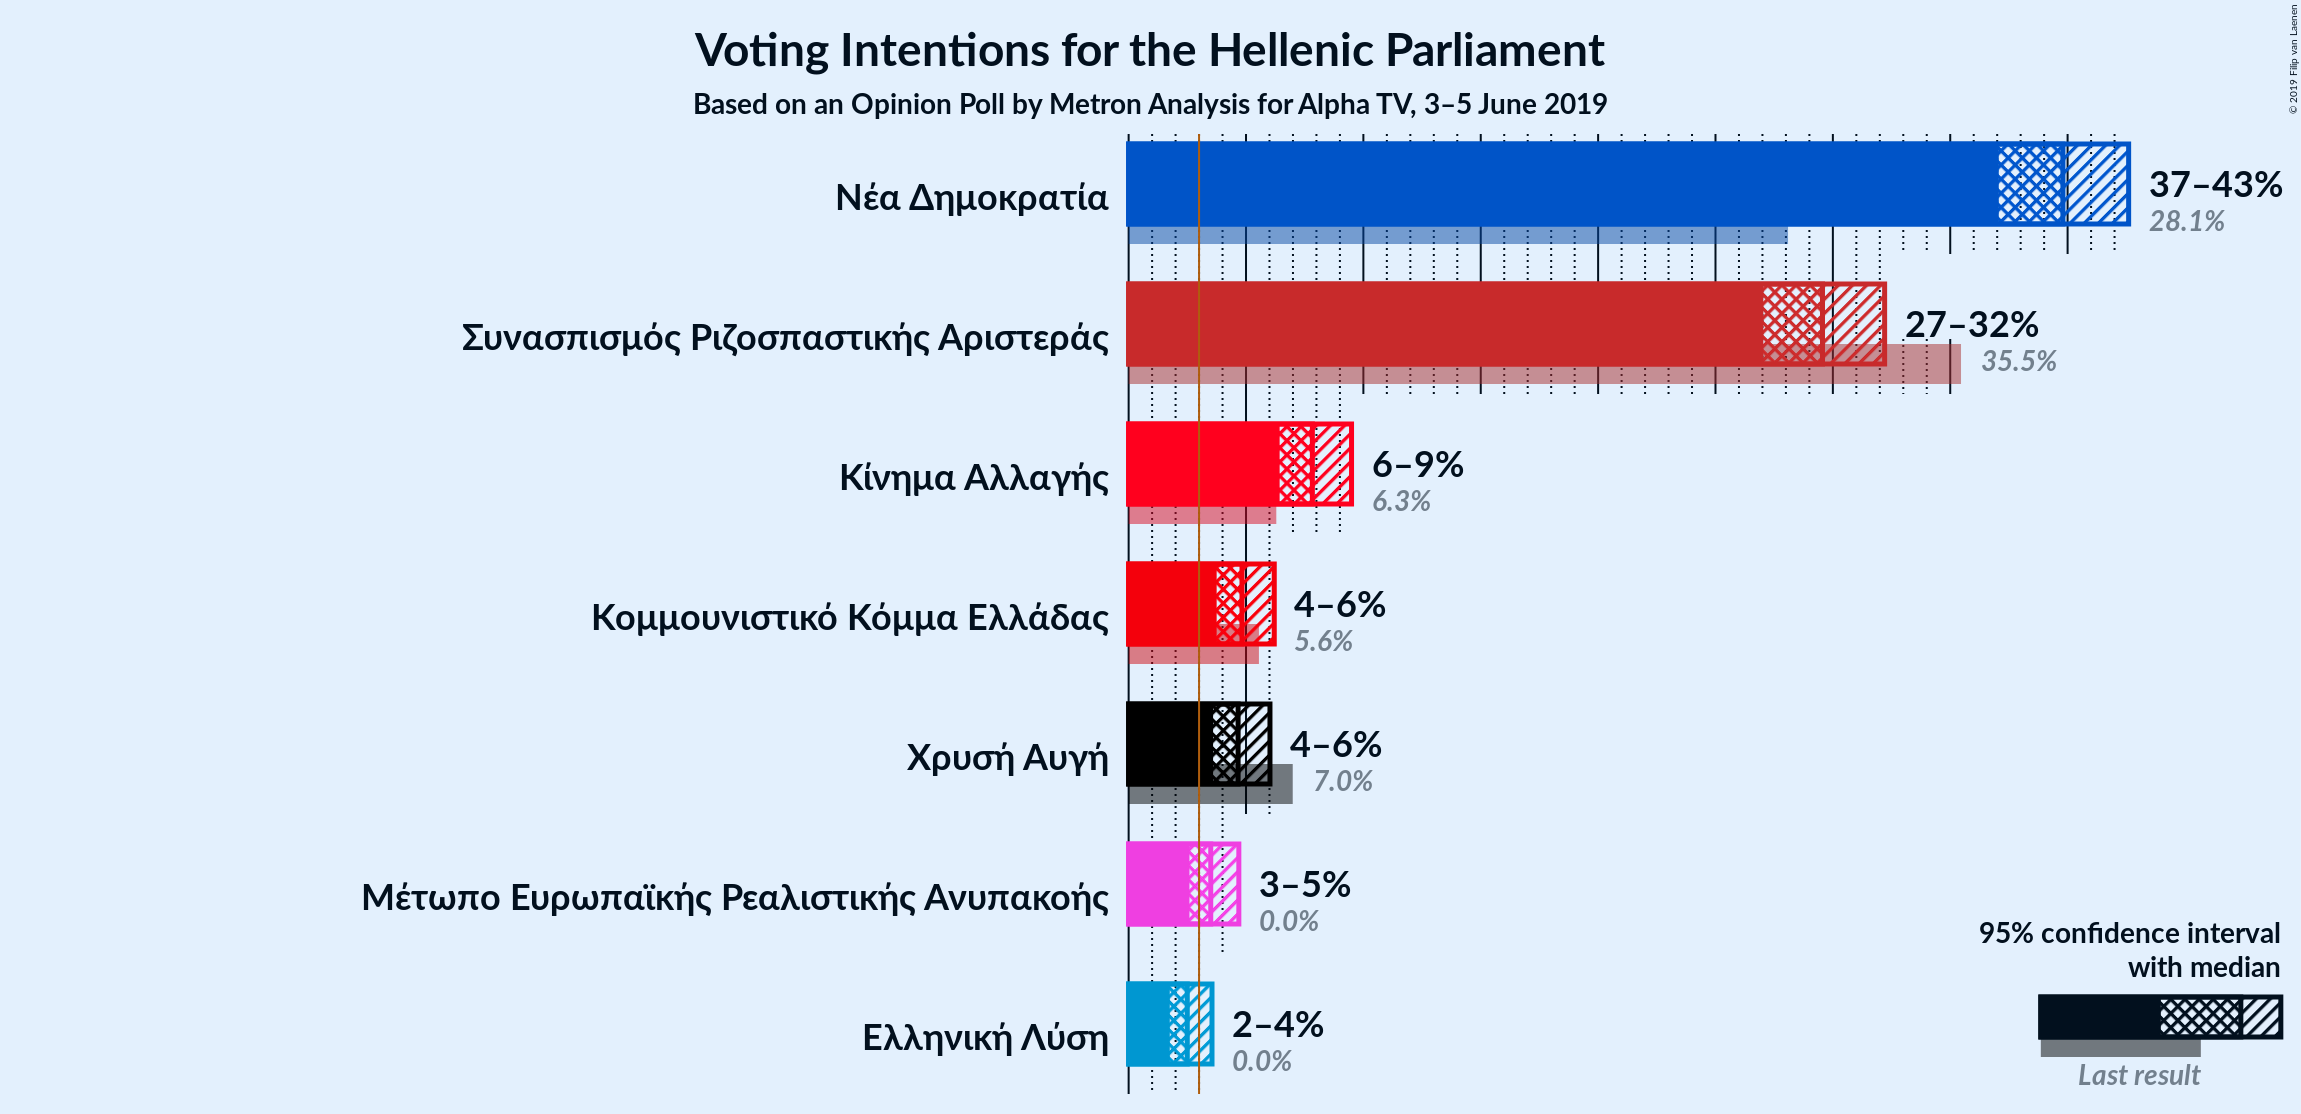 Voting Intentions for the Hellenic Parliament
Based on an Opinion Poll by Metron Analysis for Alpha TV, 3–5 June 2019
© 2019 Filip van Laenen
Νέα Δημοκρατία
37–43%
28.1%
Συνασπισμός Ριζοσπαστικής Αριστεράς
27–32%
35.5%
Κίνημα Αλλαγής
6–9%
6.3%
Κομμουνιστικό Κόμμα Ελλάδας
4–6%
5.6%
Χρυσή Αυγή
4–6%
7.0%
Μέτωπο Ευρωπαϊκής Ρεαλιστικής Ανυπακοής
3–5%
0.0%
Ελληνική Λύση
2–4%
0.0%
95% confidence interval
with median
Last result